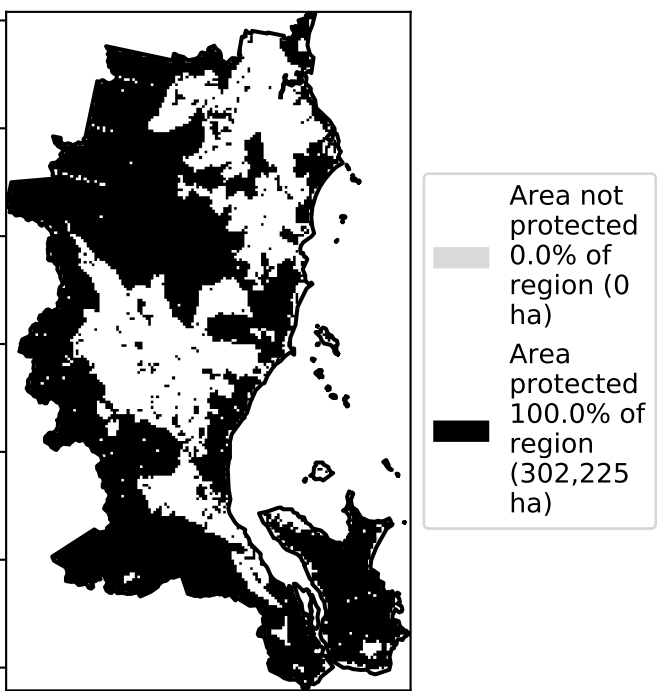 Area not
protected
0.0% of
region (0
ha)
Area
protected
100.0% of
region
(302,225
ha)